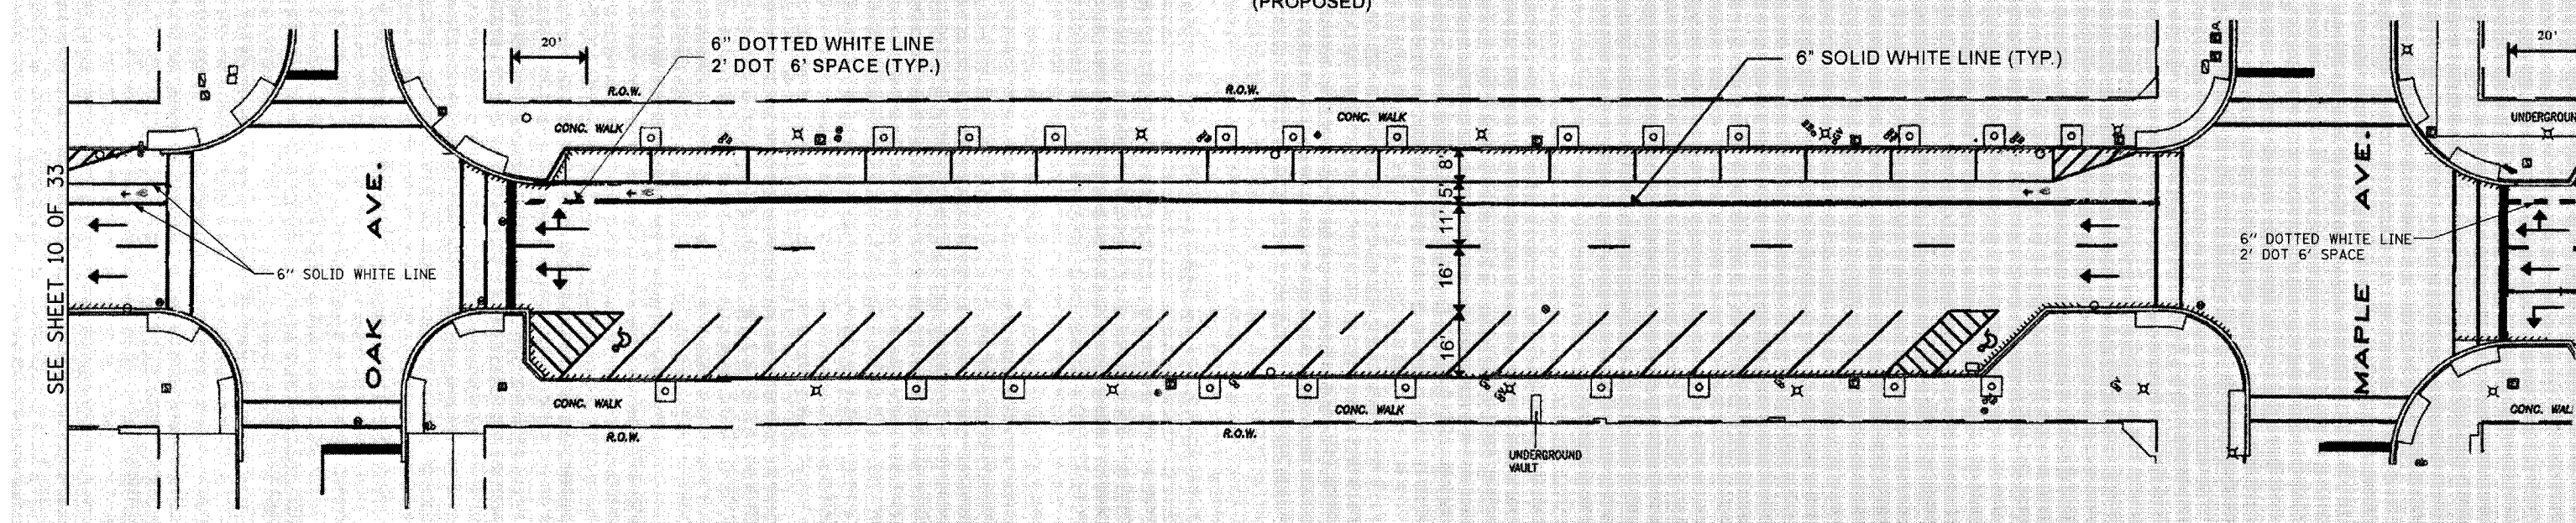 (PROPOSED)
20'
6" DOTTED WHITE LINE
2' DOT 6' SPACE (TYP.)
6" SOLID WHITE LINE (TYP.)
20'
R.O.W.
R.O.W.
CONC. WALK
CONC. WALK
UNDERGROUN
SEE SHEET 10 OF 33
OAK AVE.
8'
5'
11'
16'
16'
MAPLE AVE.
6" SOLID WHITE LINE
6" DOTTED WHITE LINE
2' DOT 6' SPACE
CONC. WALK
CONC. WALK
CONC. WAL
R.O.W.
R.O.W.
UNDERGROUND
VAULT